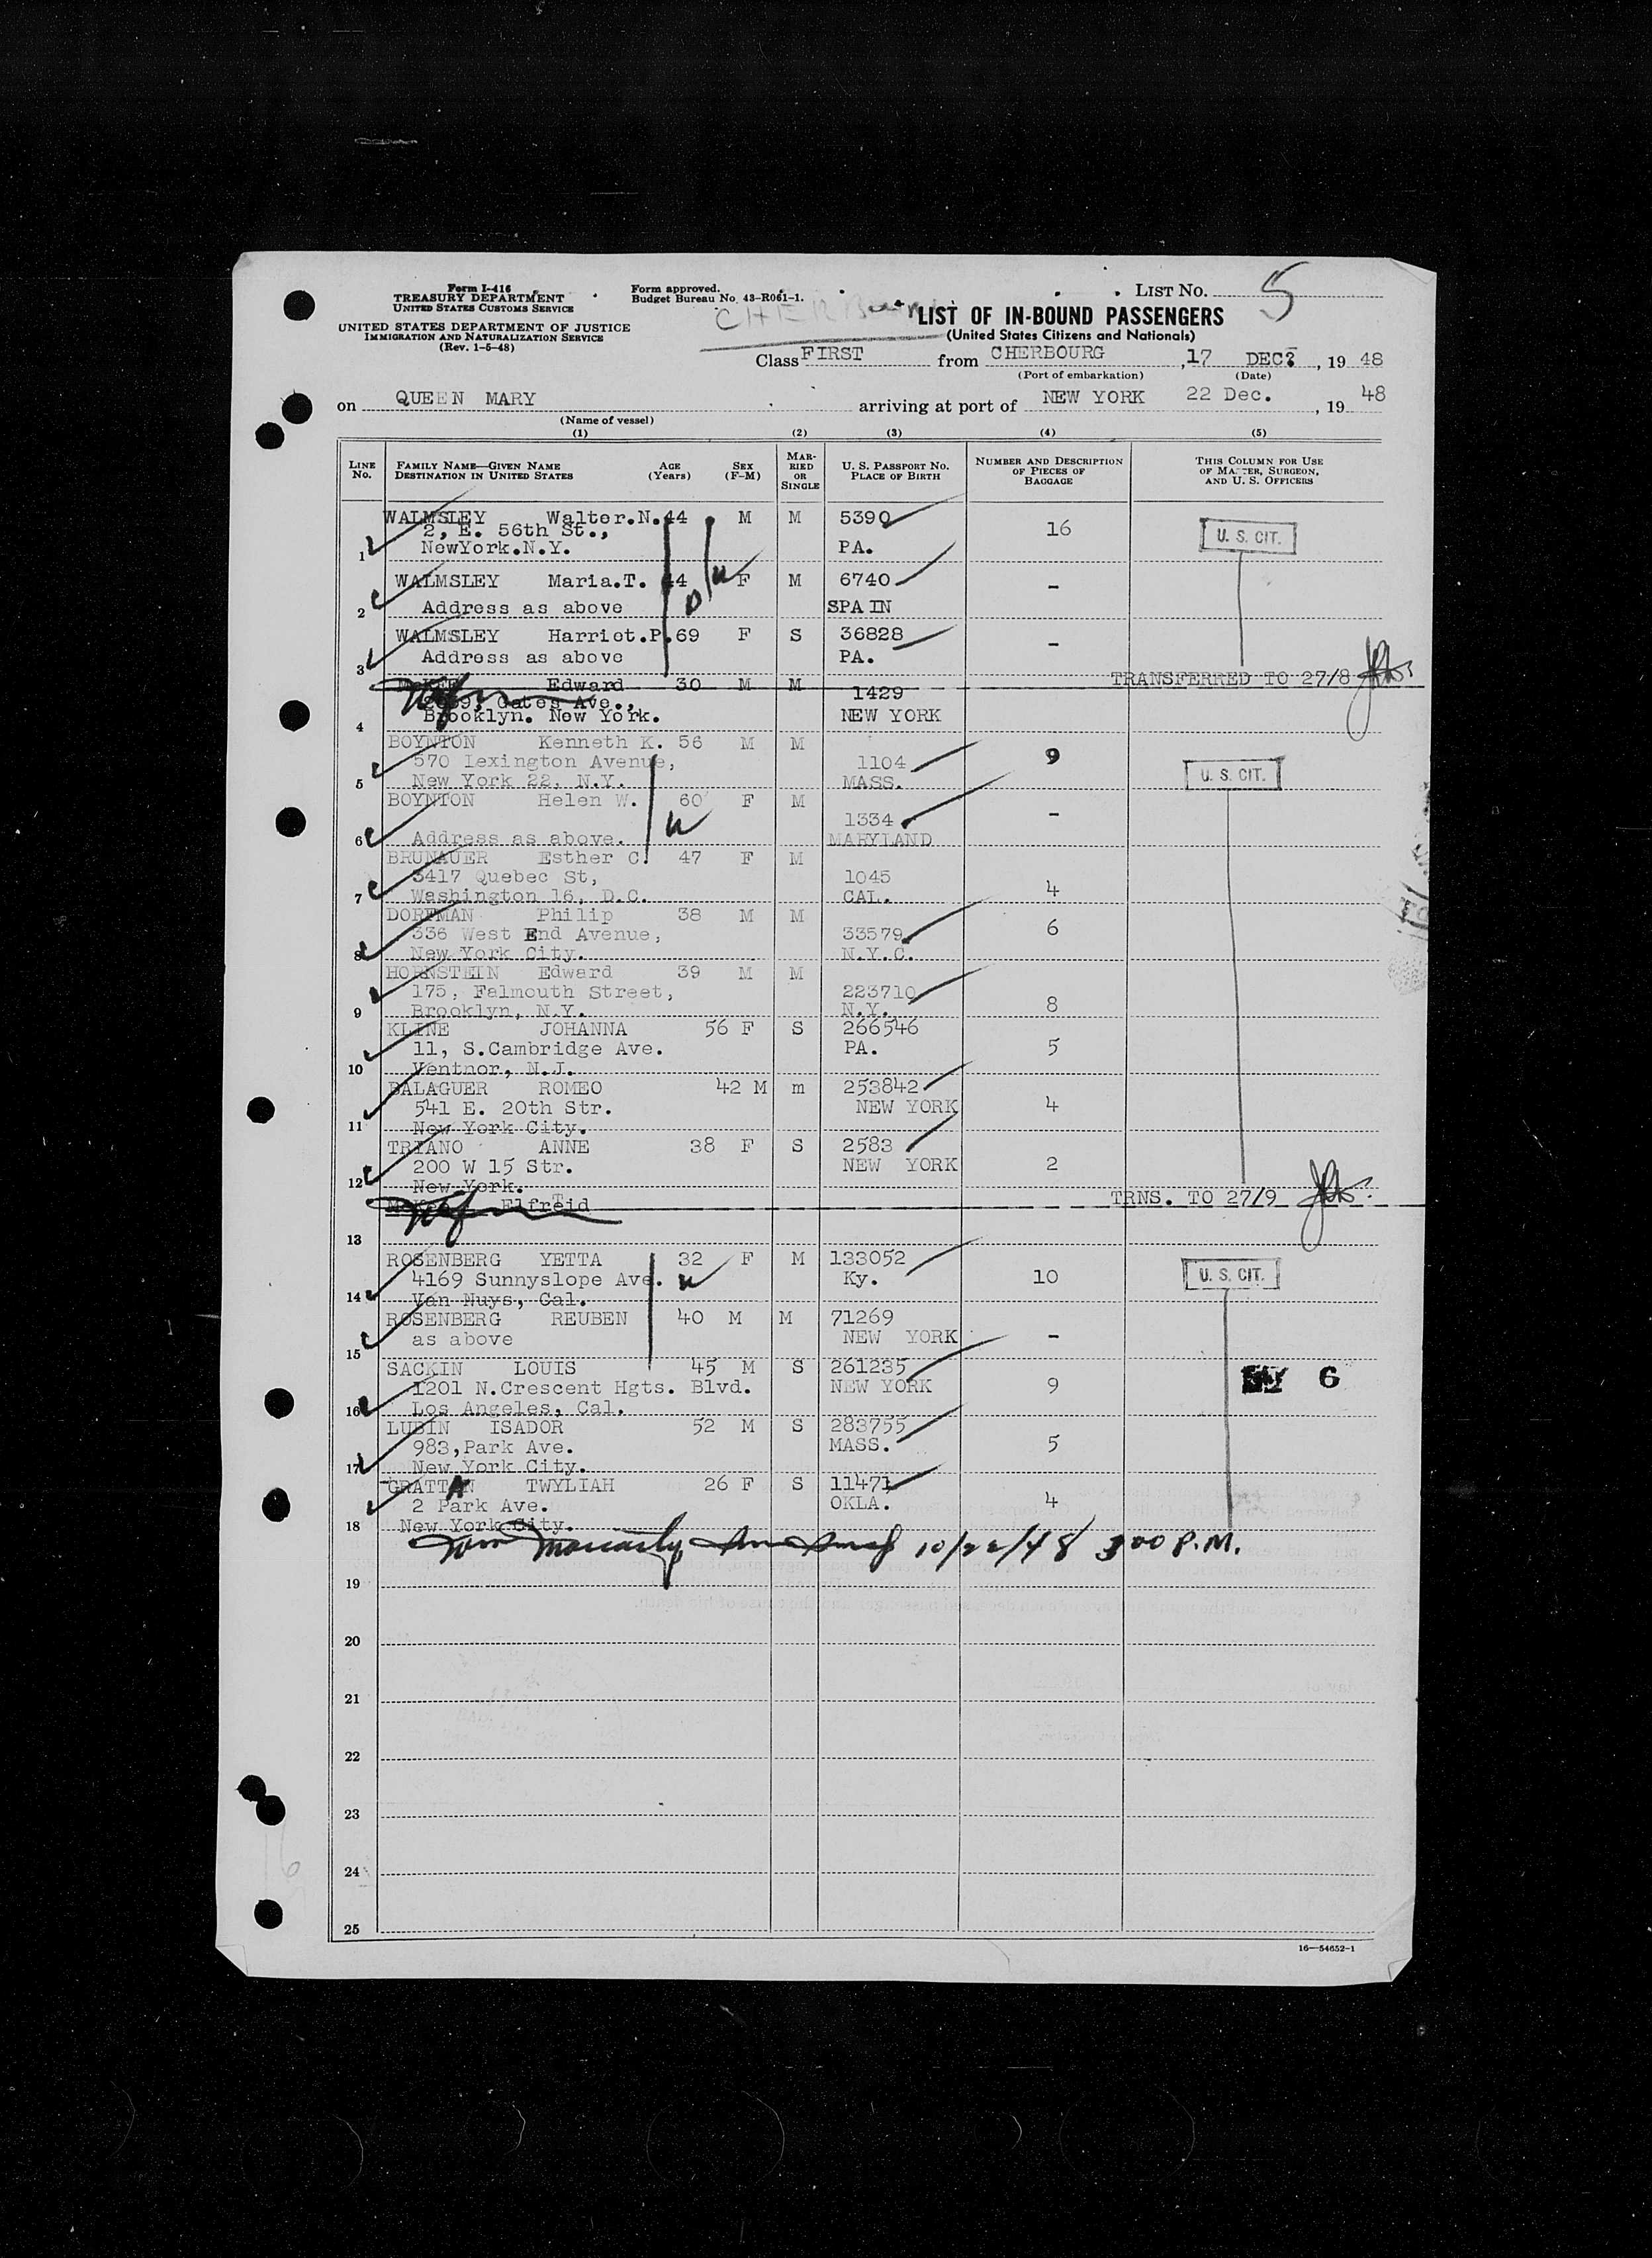 Form I-416
TREASURY DEPARTMENT
UNITED STATES CUSTOMS SERVICE
UNITED STATES DEPARTMENT OF JUSTICE
IMMIGRATION AND NATURALIZATION SERVICE
(Rev. 1-5-48)
Form approved.
Budget Bureau No. 43-R061-1.
CHERBOURG
LIST NO. 5
LIST OF IN-BOUND PASSENGERS
(United States Citizens and Nationals)
Class FIRST from CHERBOURG ,17 DEC? , 19 48
(Port of embarkation) (Date)
on QUEEN MARY arriving at port of NEW YORK 22 Dec. , 19 48
(Name of vessel)
(1) (2) (3) (4) (5)
LINE NO. FAMILY NAME—GIVEN NAME DESTINATION IN UNITED STATES AGE (Years) SEX (F-M) MARRIED OR SINGLE U. S. PASSPORT NO. PLACE OF BIRTH NUMBER AND DESCRIPTION OF PIECES OF BAGGAGE THIS COLUMN FOR USE OF MASTER, SURGEON, AND U. S. OFFICERS
WALMSLEY Walter.N. 44 M M 5390 16 U. S. CIT.
2, E. 56th St.,
1 NewYork.N.Y. PA.
WALMSLEY Maria.T. 44 F M 6740 -
2 Address as above SPAIN
WALMSLEY Harriet.P. 69 F S 36828 -
Address as above PA.
3
Edward 30 M M 1429 TRANSFERRED TO 27/8
Gates Ave.,
4 Brooklyn. New York. NEW YORK
BOYNTON Kenneth K. 56 M M 9
570 Lexington Avenue, 1104 U. S. CIT.
5 New York 22, N.Y. MASS.
BOYNTON Helen W. 60 F M -
1334
6 Address as above. MARYLAND
BRUNAUER Esther C. 47 F M
3417 Quebec St, 1045 4
7 Washington 16, D.C. CAL.
DORFMAN Philip 38 M M
336 West End Avenue, 33579 6
8 New York City. N.Y.C.
HORNSTEIN Edward 39 M M
175, Falmouth Street, 223710
9 Brooklyn, N.Y. N.Y. 8
KLINE JOHANNA 56 F S 266546
11, S.Cambridge Ave. PA. 5
10 Ventnor, N.J.
BALAGUER ROMEO 42 M m 253842
541 E. 20th Str. NEW YORK 4
11 New York City.
TRIANO ANNE 38 F S 2583
200 W 15 Str. NEW YORK 2
12 New York.
Elfreid TRNS. TO 27/9
13
ROSENBERG YETTA 32 F M 133052
4169 Sunnyslope Ave. Ky. 10 U. S. CIT.
14 Van Nuys, Cal.
ROSENBERG REUBEN 40 M M 71269
as above NEW YORK -
15
SACKIN LOUIS 45 M S 261235 6
1201 N.Crescent Hgts. Blvd. NEW YORK 9
16 Los Angeles, Cal.
LUBIN ISADOR 52 M S 283755
983,Park Ave. MASS. 5
17 New York City.
GRATTAN TWYLIAH 26 F S 11471
2 Park Ave. OKLA. 4
18 New York City.
10/22/48 300 P.M.
19
20
21
22
23
24
25
16—54652-1